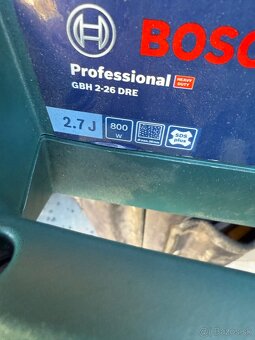 BOSC
Professional HEAVY DUTY
GBH 2-26 DRE
2.7 J 800 W SDS plus